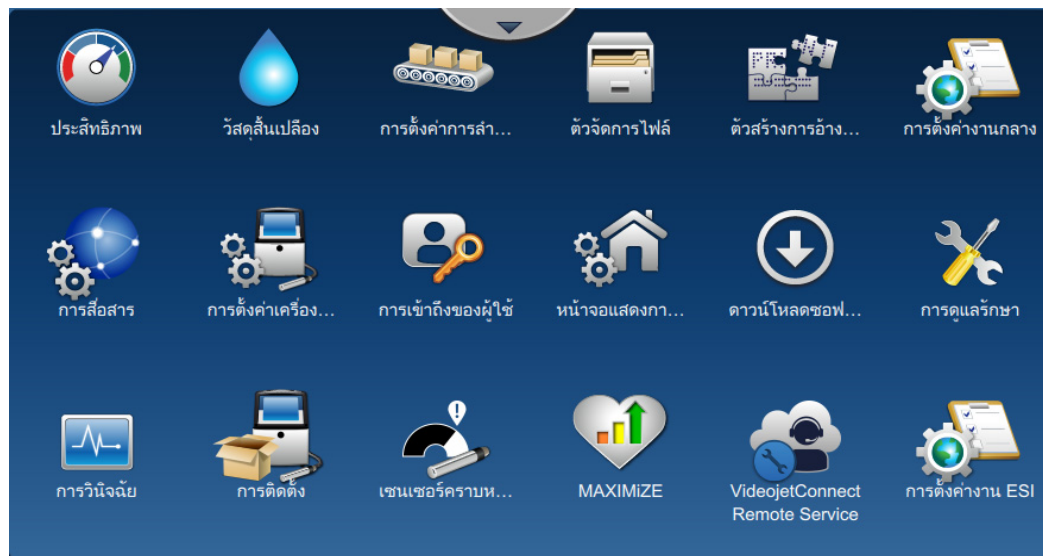 ประสิทธิภาพ
วัสดุสิ้นเปลือง
การตั้งค่าการลำ...
ตัวจัดการไฟล์
ตัวสร้างการอ้าง...
การตั้งค่างานกลาง
การสื่อสาร
การตั้งค่าเครื่อง...
การเข้าถึงของผู้ใช้
หน้าจอแสดงกา...
ดาวน์โหลดซอฟ...
การดูแลรักษา
การวินิจฉัย
การติดตั้ง
เซนเซอร์คราบห...
MAXIMiZE
VideojetConnect
Remote Service
การตั้งค่างาน ESI